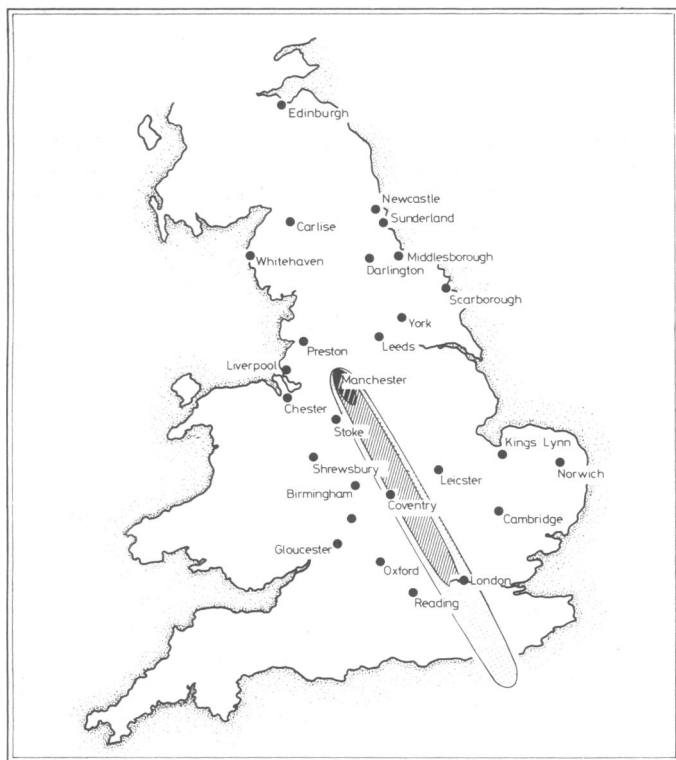 Edinburgh
Newcastle
Sunderland
Carlise
Whitehaven
Middlesborough
Darlington
Scarborough
York
Leeds
Preston
Liverpool
Manchester
Chester
Stoke
Kings Lynn
Shrewsbury
Leicster
Norwich
Birmingham
Coventry
Cambridge
Gloucester
Oxford
London
Reading